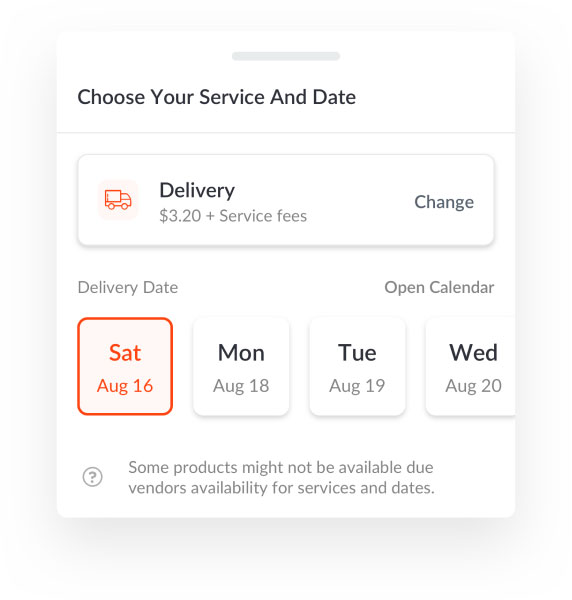 Choose Your Service And Date
Delivery
$3.20 + Service fees
Change
Delivery Date
Open Calendar
Sat
Aug 16
Mon
Aug 18
Tue
Aug 19
Wed
Aug 20
?
Some products might not be available due
vendors availability for services and dates.